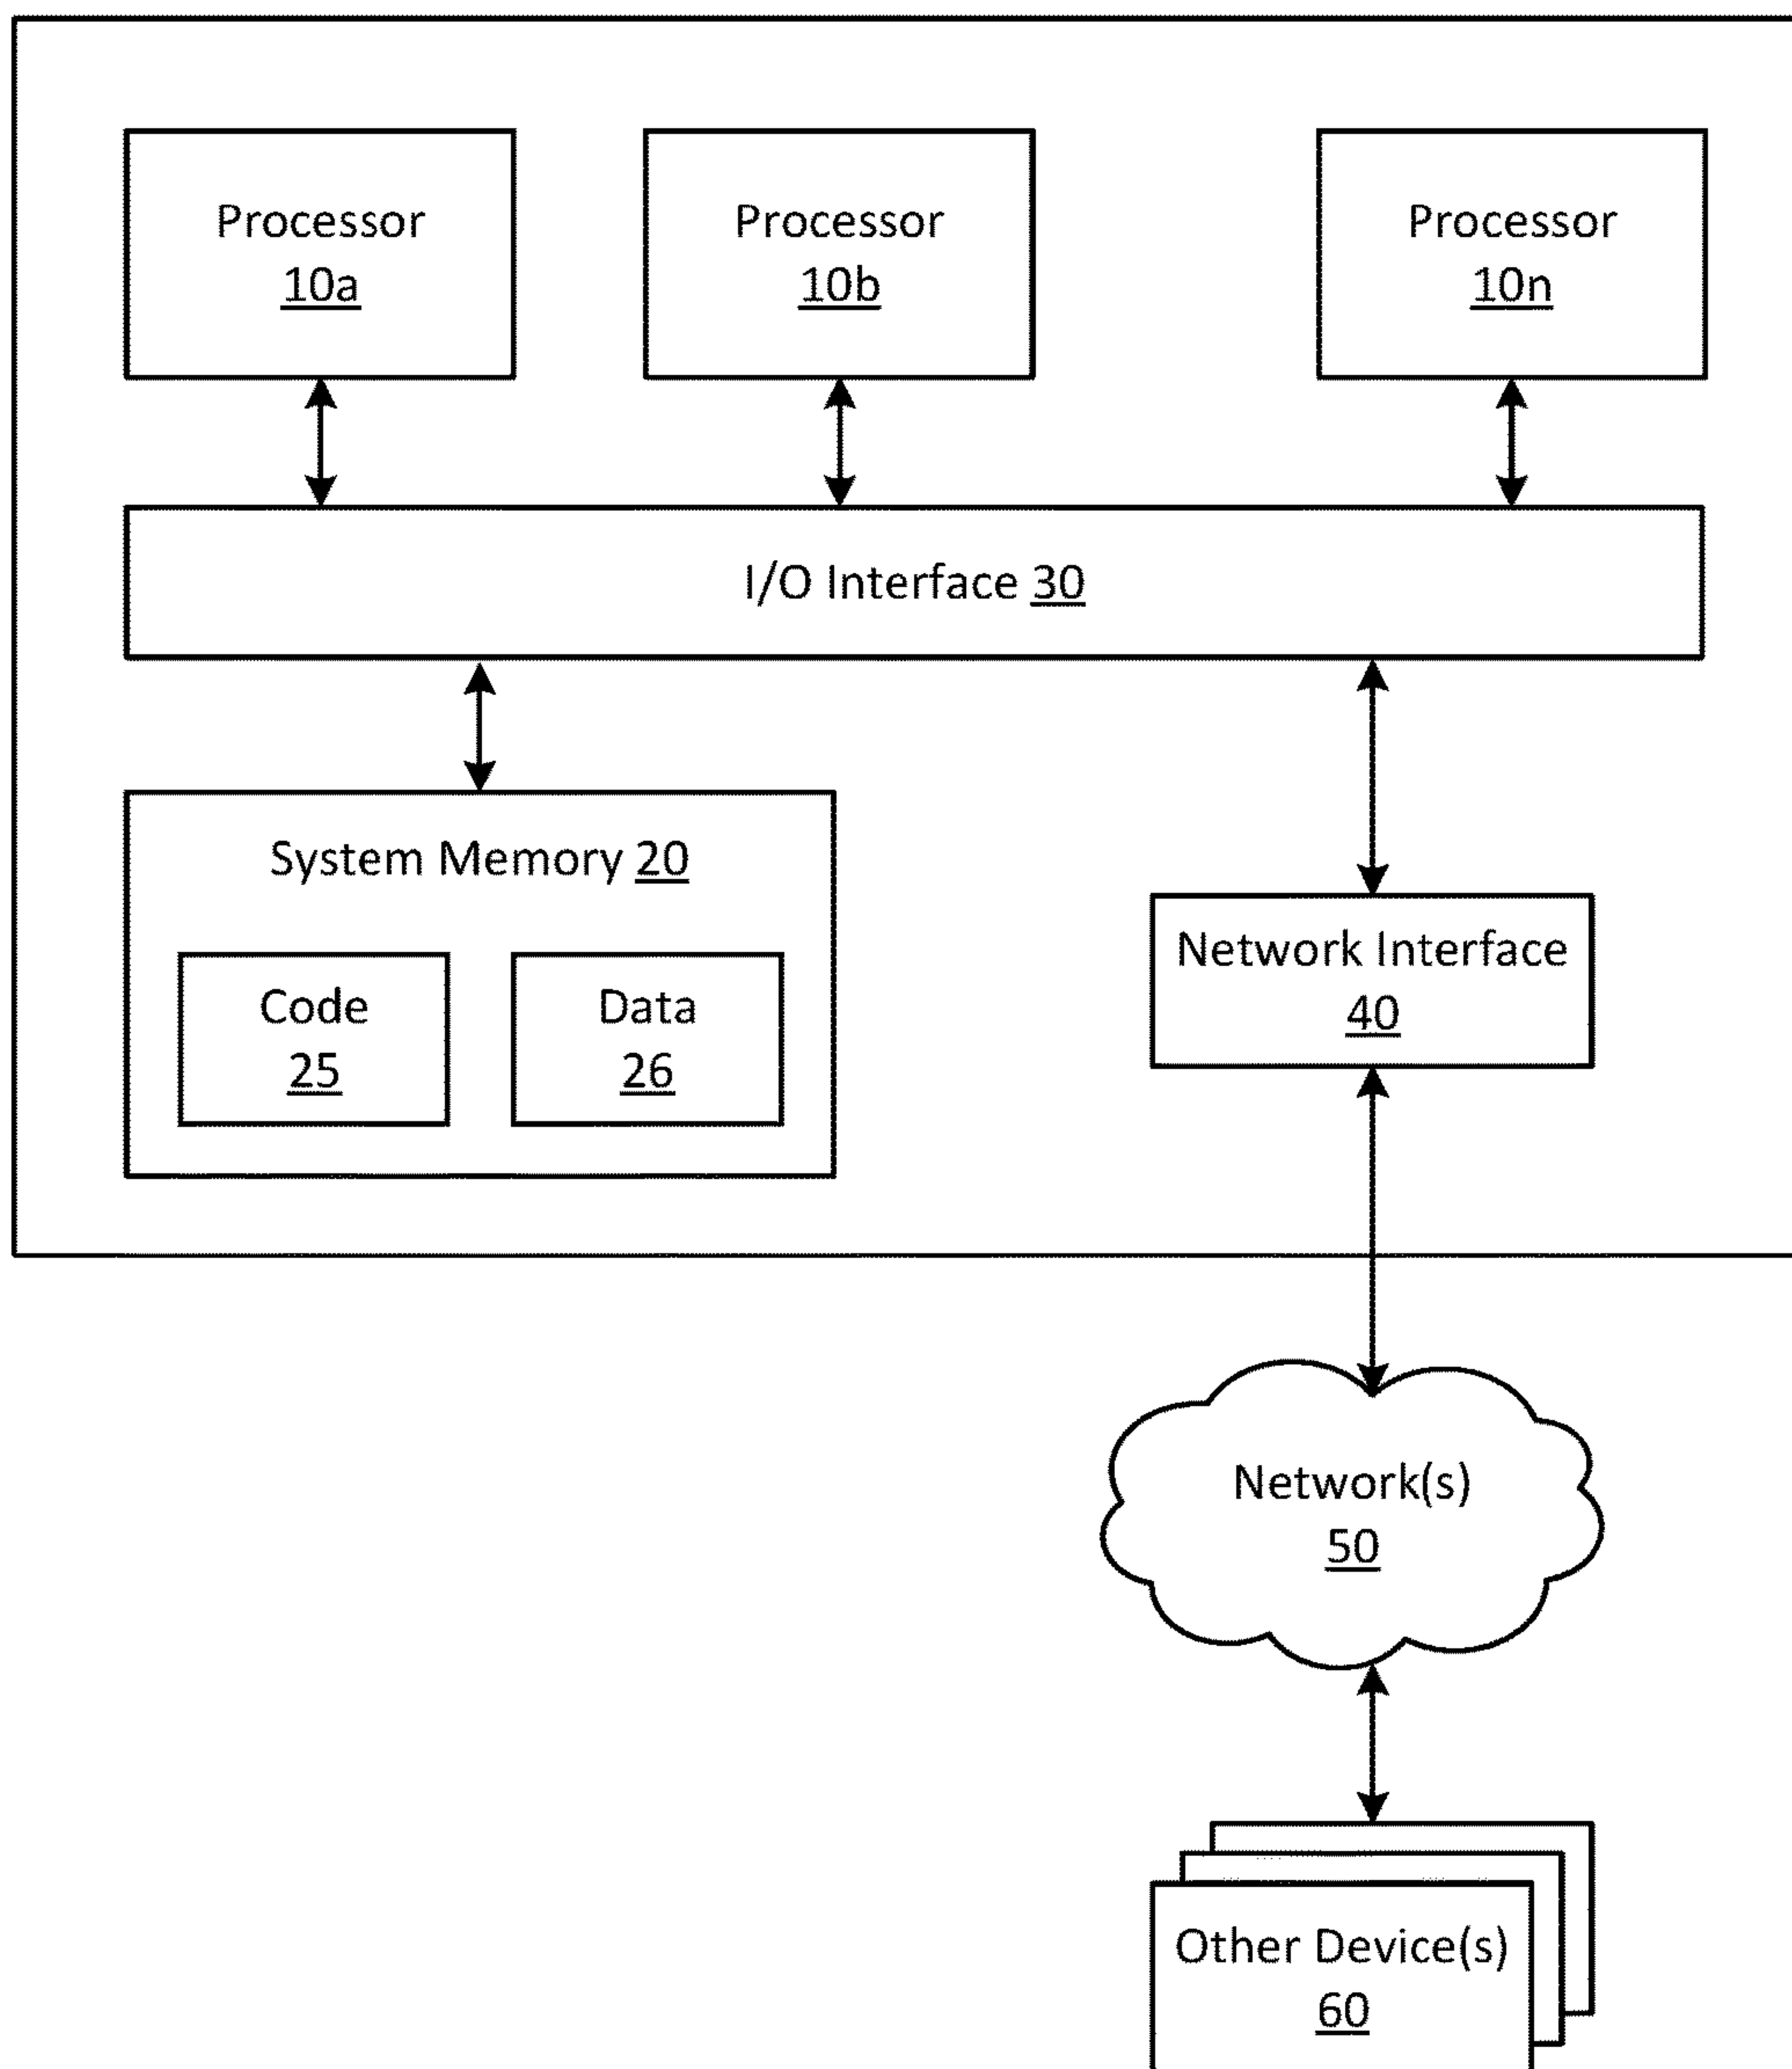 Processor
10a
Processor
10b
Processor
10n
I/O Interface 30
System Memory 20
Code
25
Data
26
Network Interface
40
Network(s)
50
Other Device(s)
60